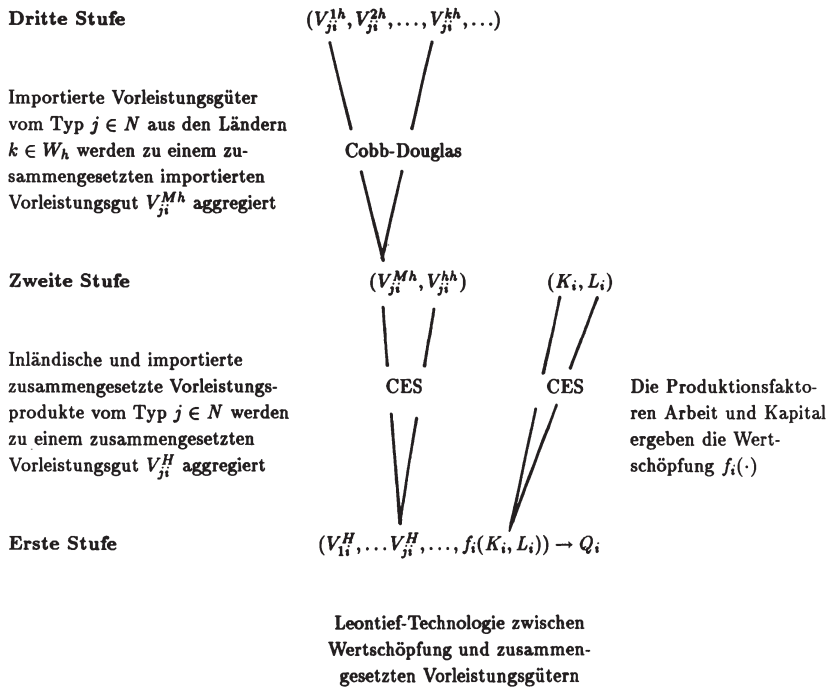 Dritte Stufe (V_{ji}^{1h}, V_{ji}^{2h}, ..., V_{ji}^{kh}, ...)
Importierte Vorleistungsgüter
vom Typ j ∈ N aus den Ländern
k ∈ W_h werden zu einem zu-
sammengesetzten importierten
Vorleistungsgut V_{ji}^{Mh} aggregiert
Cobb-Douglas
Zweite Stufe (V_{ji}^{Mh}, V_{ji}^{hh}) (K_i, L_i)
Inländische und importierte
zusammengesetzte Vorleistungs-
produkte vom Typ j ∈ N werden
zu einem zusammengesetzten
Vorleistungsgut V_{ji}^{H} aggregiert
CES CES
Die Produktionsfakto-
ren Arbeit und Kapital
ergeben die Wert-
schöpfung f_i(·)
Erste Stufe (V_{1i}^{H}, ... V_{ji}^{H}, ..., f_i(K_i, L_i)) → Q_i
Leontief-Technologie zwischen
Wertschöpfung und zusammen-
gesetzten Vorleistungsgütern